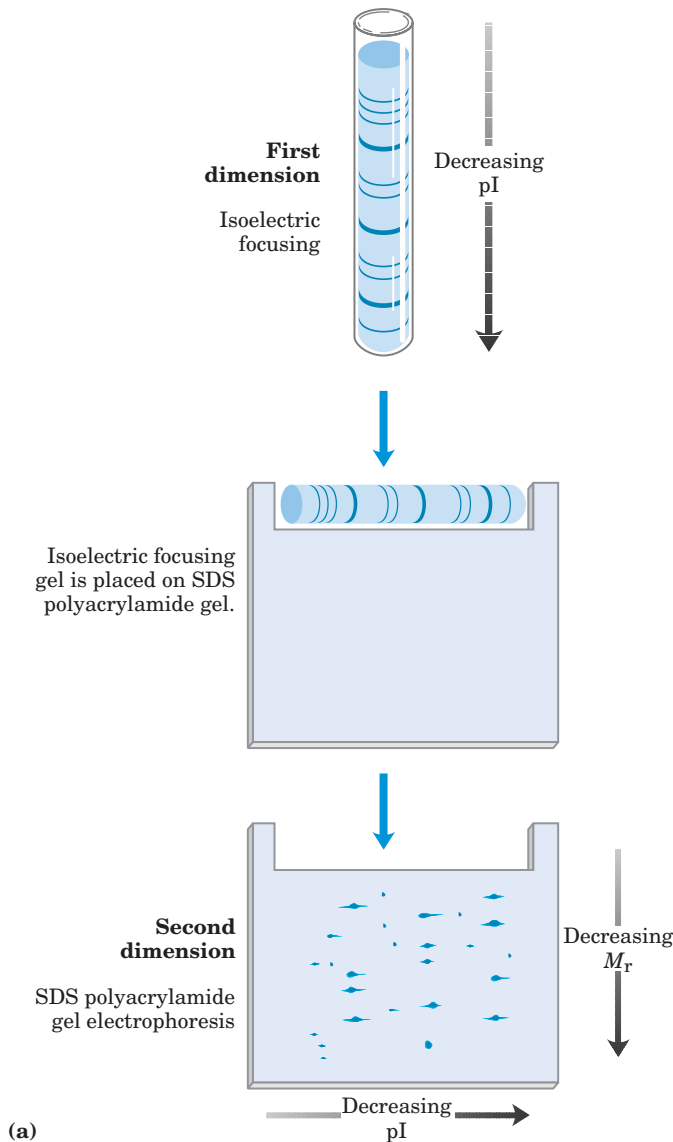 First
dimension
Isoelectric
focusing
Decreasing
pI
Isoelectric focusing
gel is placed on SDS
polyacrylamide gel.
Second
dimension
SDS polyacrylamide
gel electrophoresis
Decreasing
Mr
Decreasing
pI
(a)